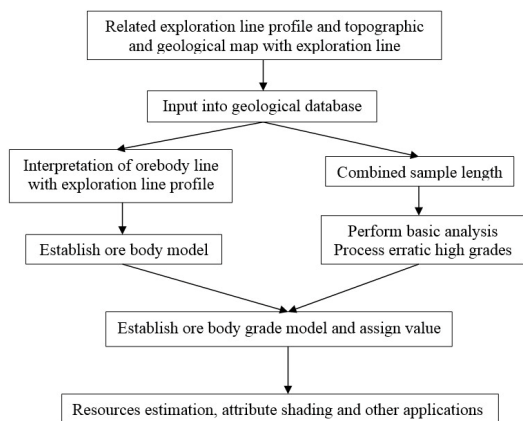 Related exploration line profile and topographic
and geological map with exploration line
Input into geological database
Interpretation of orebody line
with exploration line profile
Combined sample length
Establish ore body model
Perform basic analysis
Process erratic high grades
Establish ore body grade model and assign value
Resources estimation, attribute shading and other applications